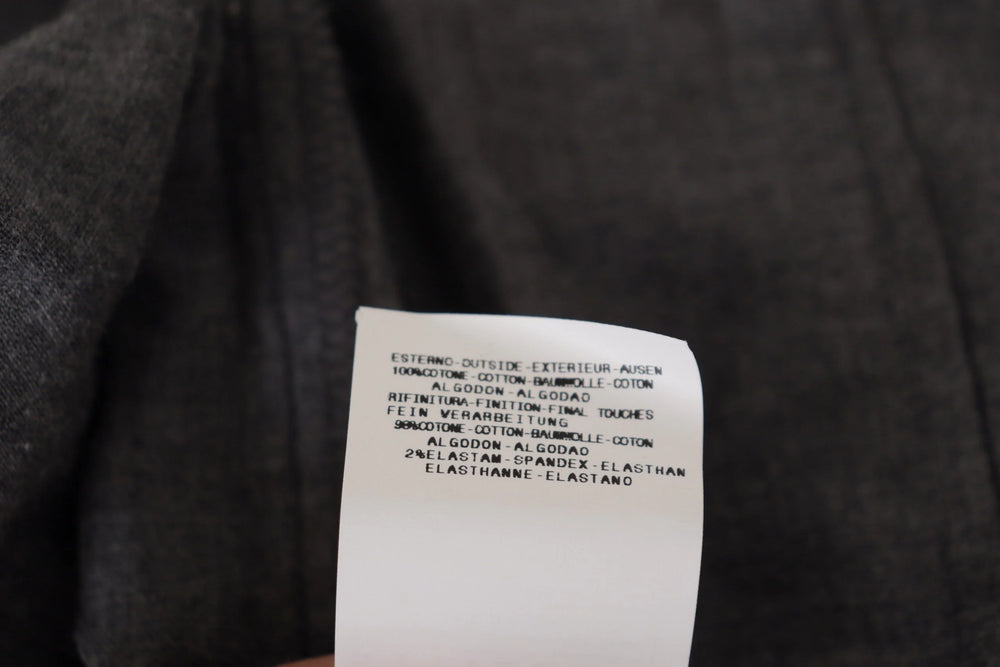 ESTERNO-OUTSIDE-EXTERIEUR-AUSEN
100%COTONE-COTTON-BAUMWOLLE-COTON
ALGODON-ALGODAO
RIFINITURA-FINITION-FINAL TOUCHES
FEIN VERARBEITUNG
98%COTONE-COTTON-BAUMWOLLE-COTON
ALGODON-ALGODAO
2%ELASTAM-SPANDEX-ELASTHAN
ELASTHANNE-ELASTANO